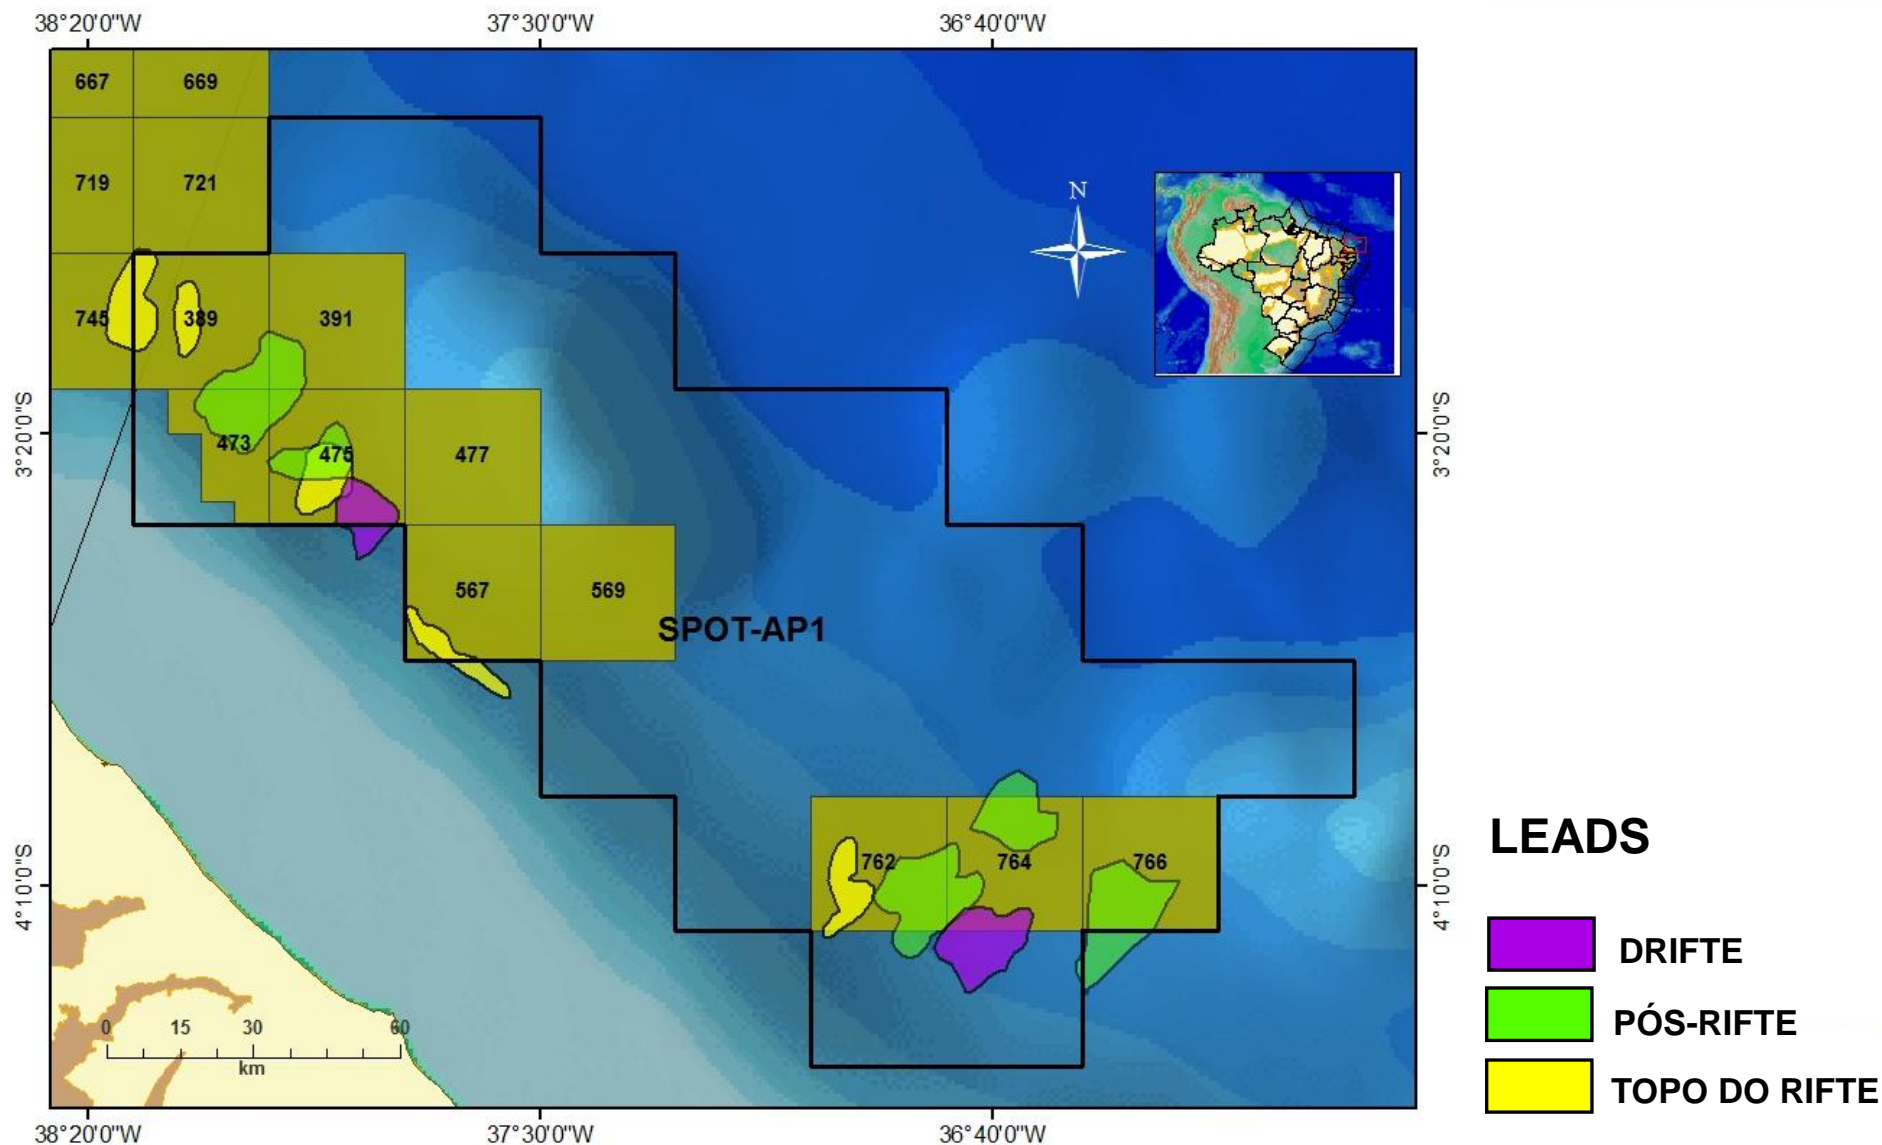 38°20'0"W 37°30'0"W 36°40'0"W
667 669
719 721
N
745 389 391
3°20'0"S 3°20'0"S
473 475 477
567 569
SPOT-AP1
762 764 766
4°10'0"S 4°10'0"S
LEADS
DRIFTE
PÓS-RIFTE
TOPO DO RIFTE
0 15 30 60
km
38°20'0"W 37°30'0"W 36°40'0"W